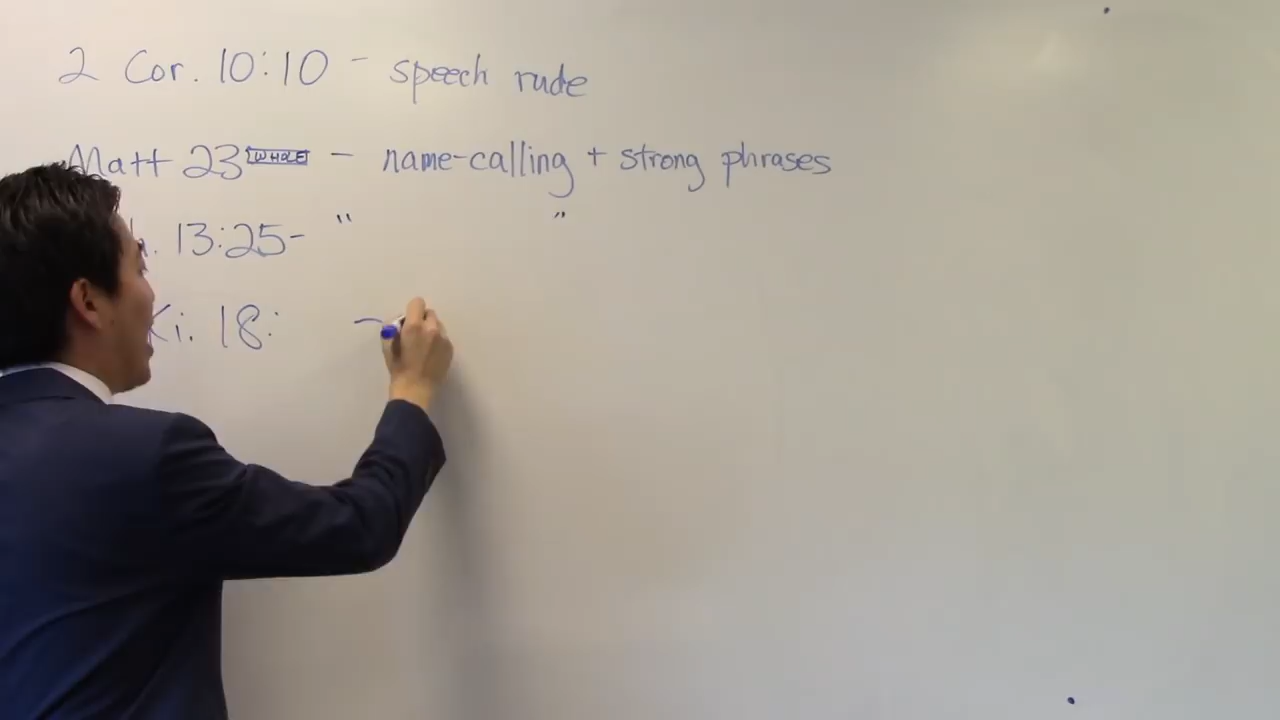 2 Cor. 10:10 - speech rude
Matt 23 WHOLE - name-calling + strong phrases
13:25- " "
Ki. 18: -